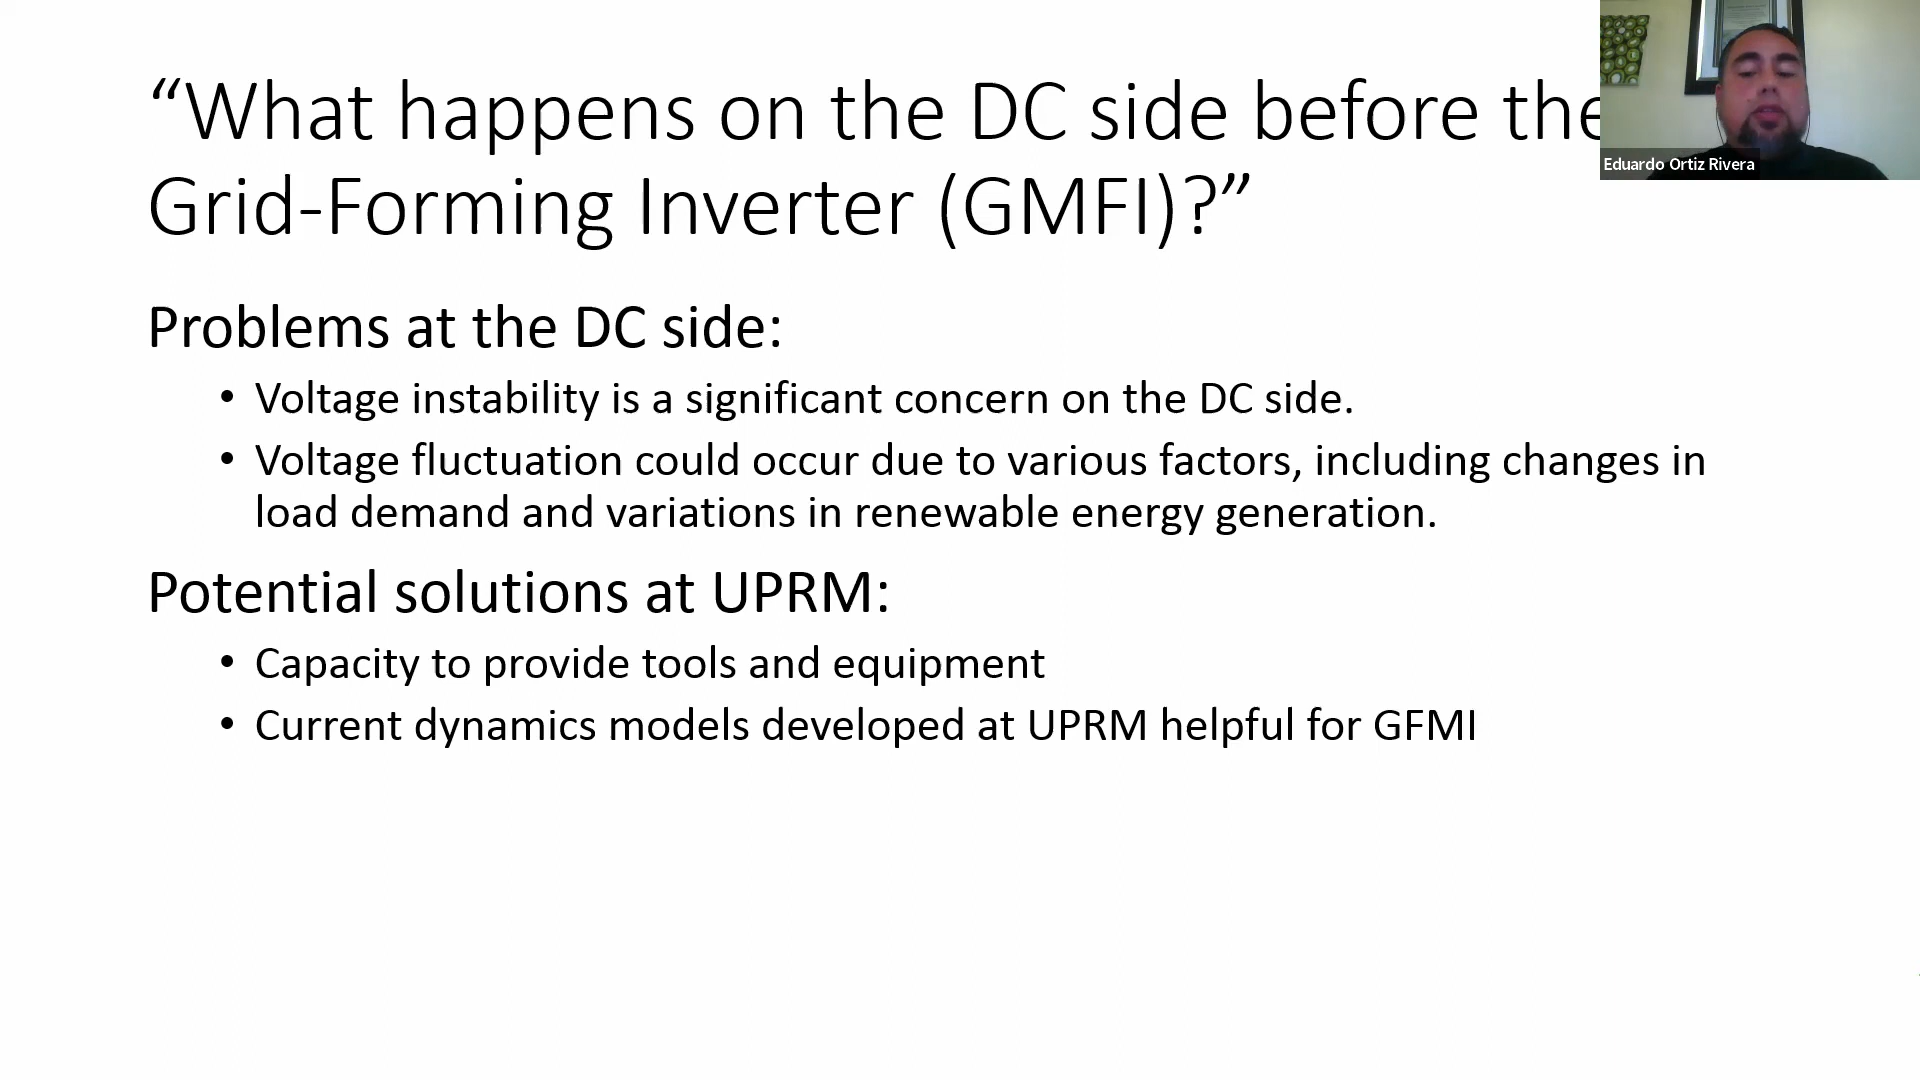 “What happens on the DC side before the
Grid-Forming Inverter (GMFI)?”
Eduardo Ortiz Rivera
Problems at the DC side:
• Voltage instability is a significant concern on the DC side.
• Voltage fluctuation could occur due to various factors, including changes in
load demand and variations in renewable energy generation.
Potential solutions at UPRM:
• Capacity to provide tools and equipment
• Current dynamics models developed at UPRM helpful for GFMI